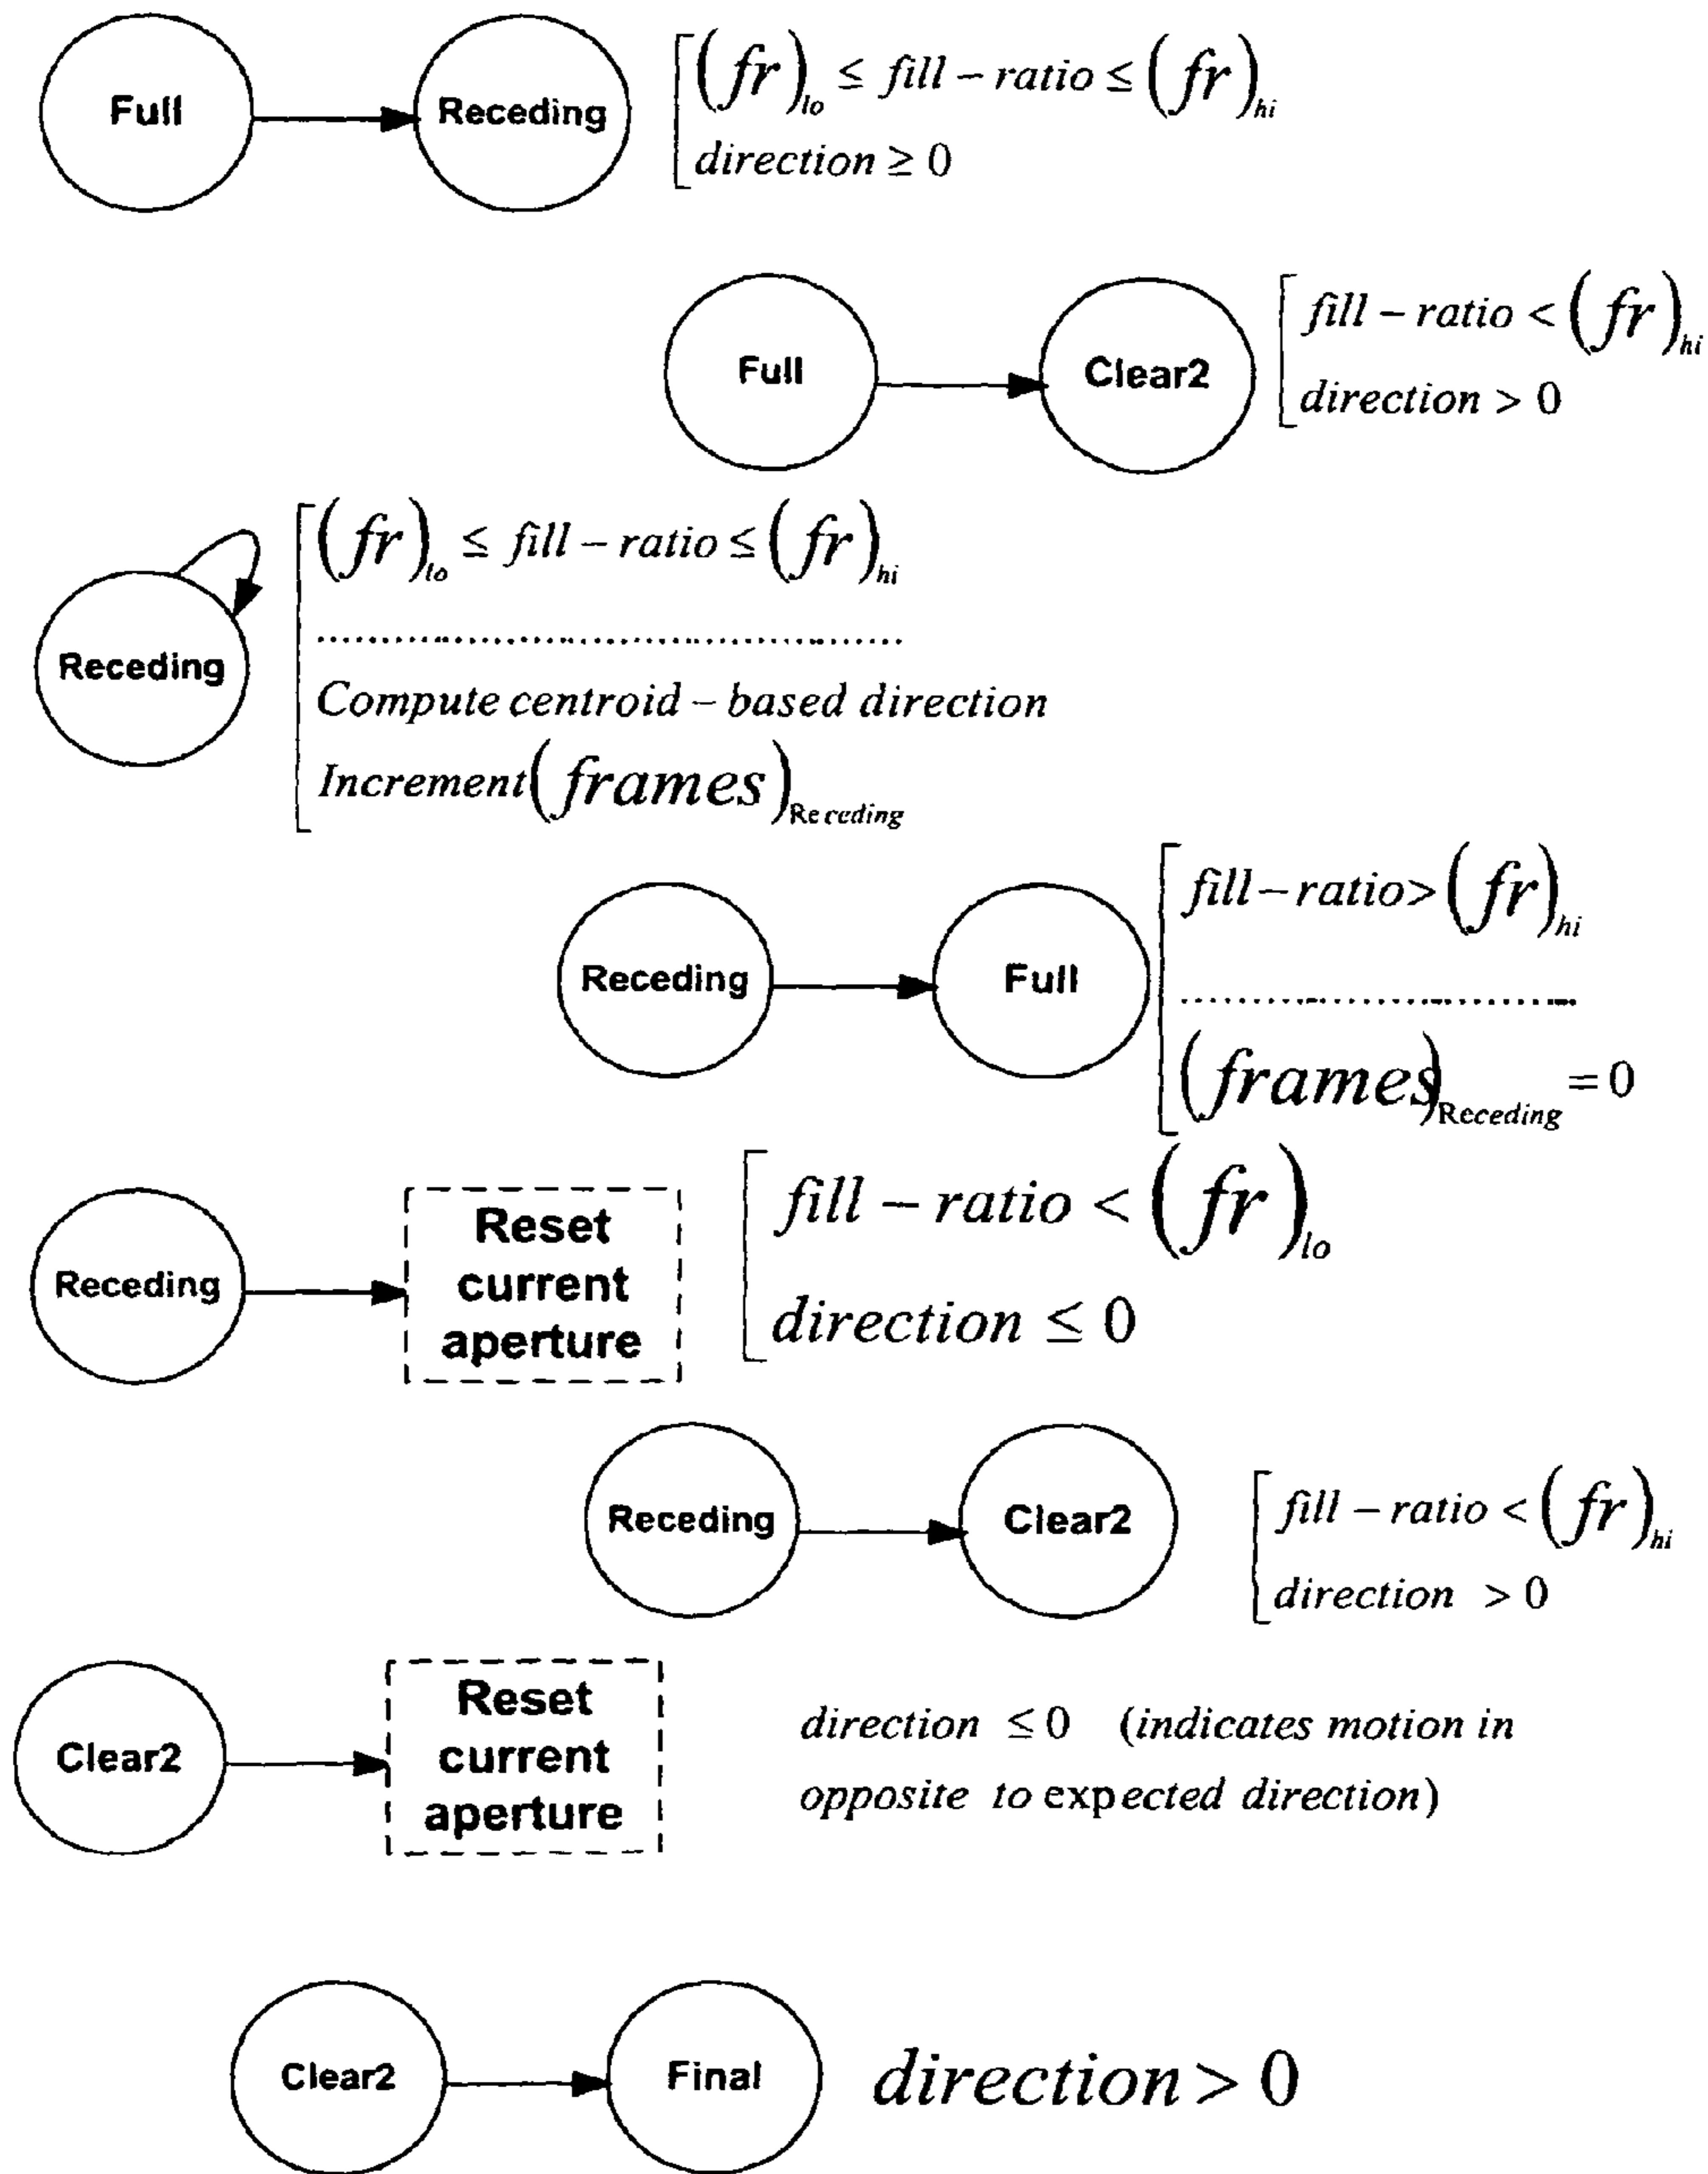 Full
Receding
(fr)lo ≤ fill – ratio ≤ (fr)hi
direction ≥ 0
Full
Clear2
fill – ratio < (fr)hi
direction > 0
Receding
(fr)lo ≤ fill – ratio ≤ (fr)hi
Compute centroid – based direction
Increment(frames)Receding
Receding
Full
fill – ratio > (fr)hi
(frames)Receding = 0
Receding
Reset
current
aperture
fill – ratio < (fr)lo
direction ≤ 0
Receding
Clear2
fill – ratio < (fr)hi
direction > 0
Clear2
Reset
current
aperture
direction ≤ 0 (indicates motion in
opposite to expected direction)
Clear2
Final
direction > 0